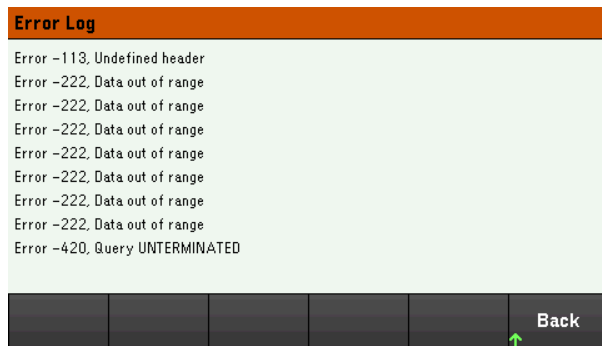 Error Log
Error -113, Undefined header
Error -222, Data out of range
Error -222, Data out of range
Error -222, Data out of range
Error -222, Data out of range
Error -222, Data out of range
Error -222, Data out of range
Error -222, Data out of range
Error -420, Query UNTERMINATED
Back